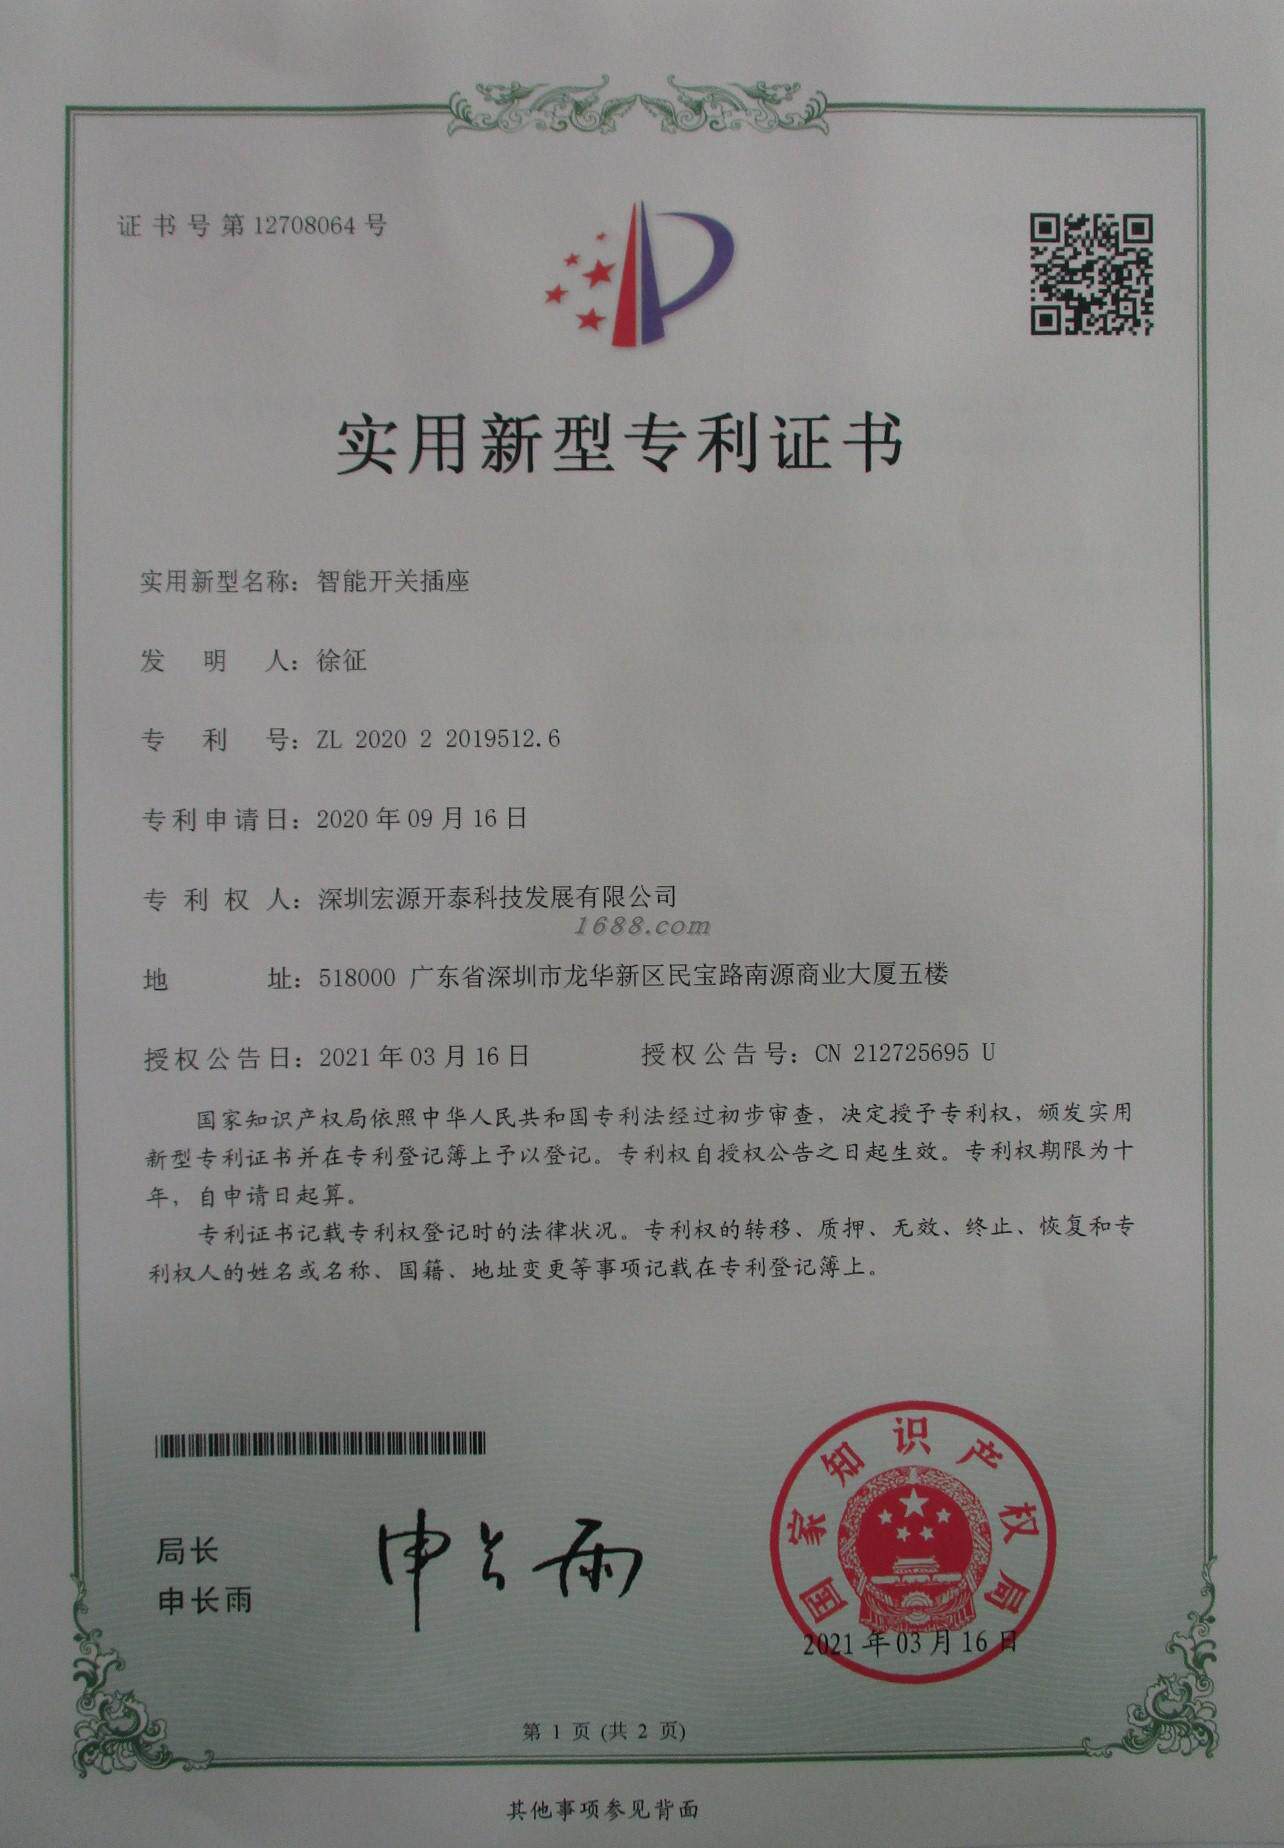 证书号第12708064号
实用新型专利证书
实用新型名称：智能开关插座
发明人：徐征
专利号：ZL 2020 2 2019512.6
专利申请日：2020年09月16日
专利权人：深圳宏源开泰科技发展有限公司
1688.com
地址：518000 广东省深圳市龙华新区民宝路南源商业大厦五楼
授权公告日：2021年03月16日 授权公告号：CN 212725695 U
国家知识产权局依照中华人民共和国专利法经过初步审查，决定授予专利权，颁发实用
新型专利证书并在专利登记簿上予以登记。专利权自授权公告之日起生效。专利权期限为十
年，自申请日起算。
专利证书记载专利权登记时的法律状况。专利权的转移、质押、无效、终止、恢复和专
利权人的姓名或名称、国籍、地址变更等事项记载在专利登记簿上。
局长
申长雨
申长雨
国家知识产权局
2021年03月16日
第 1 页 (共 2 页)
其他事项参见背面